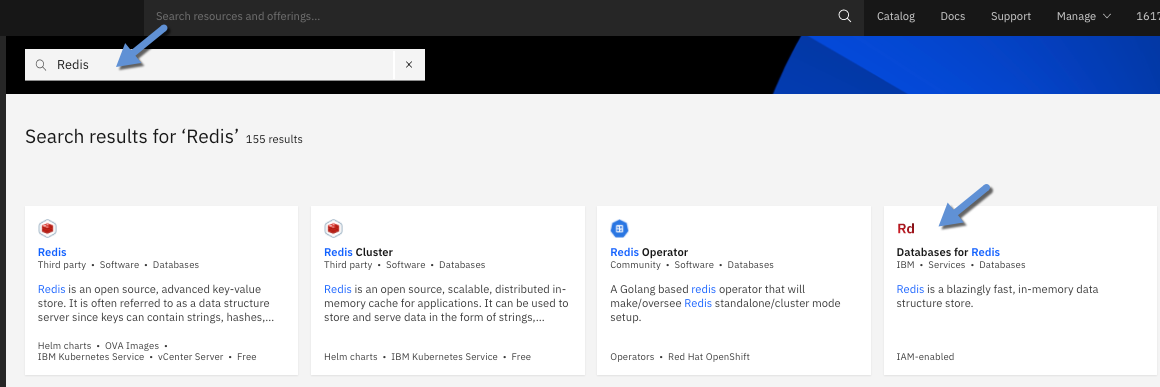 Search resources and offerings...
Catalog
Docs
Support
Manage
1617
Redis
Search results for ‘Redis’ 155 results
Redis
Third party • Software • Databases
Redis is an open source, advanced key-value
store. It is often referred to as a data structure
server since keys can contain strings, hashes,...
Helm charts • OVA Images •
IBM Kubernetes Service • vCenter Server • Free
Redis Cluster
Third party • Software • Databases
Redis is an open source, scalable, distributed in-
memory cache for applications. It can be used to
store and serve data in the form of strings,...
Helm charts • IBM Kubernetes Service • Free
Redis Operator
Community • Software • Databases
A Golang based redis operator that will
make/oversee Redis standalone/cluster mode
setup.
Operators • Red Hat OpenShift
Rd
Databases for Redis
IBM • Services • Databases
Redis is a blazingly fast, in-memory data
structure store.
IAM-enabled